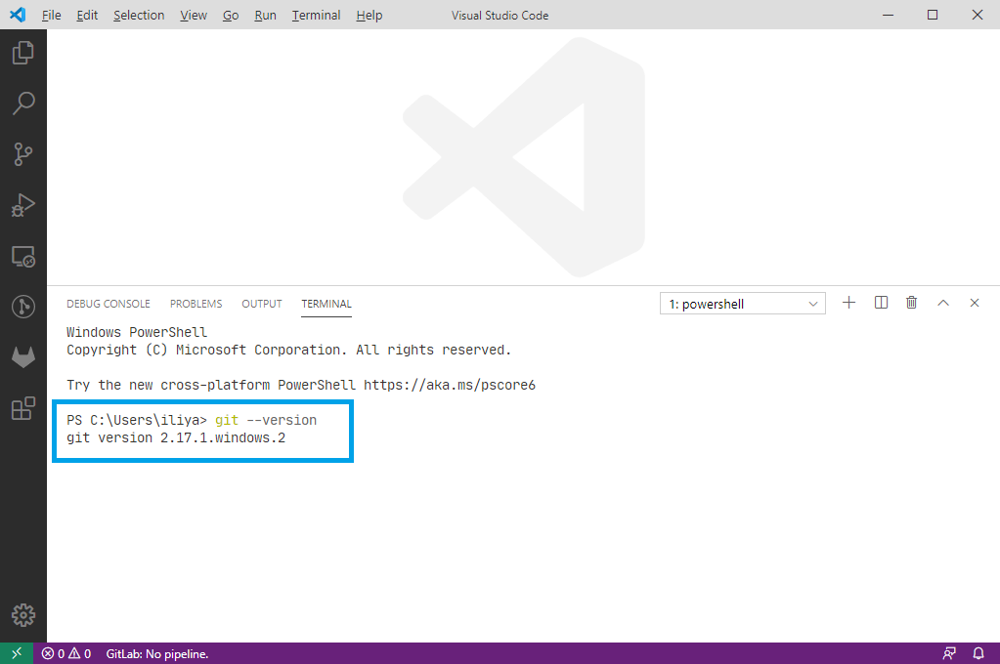 File Edit Selection View Go Run Terminal Help Visual Studio Code
DEBUG CONSOLE PROBLEMS OUTPUT TERMINAL 1: powershell
Windows PowerShell
Copyright (C) Microsoft Corporation. All rights reserved.
Try the new cross-platform PowerShell https://aka.ms/pscore6
PS C:\Users\iliya> git --version
git version 2.17.1.windows.2
0 0 GitLab: No pipeline.